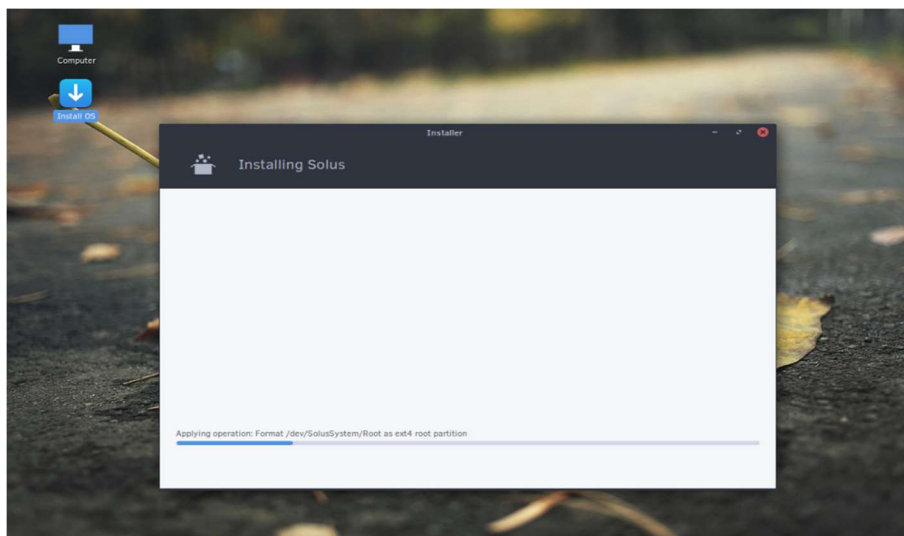 Computer
Install OS
Installer
Installing Solus
Applying operation: Format /dev/SolusSystem/Root as ext4 root partition